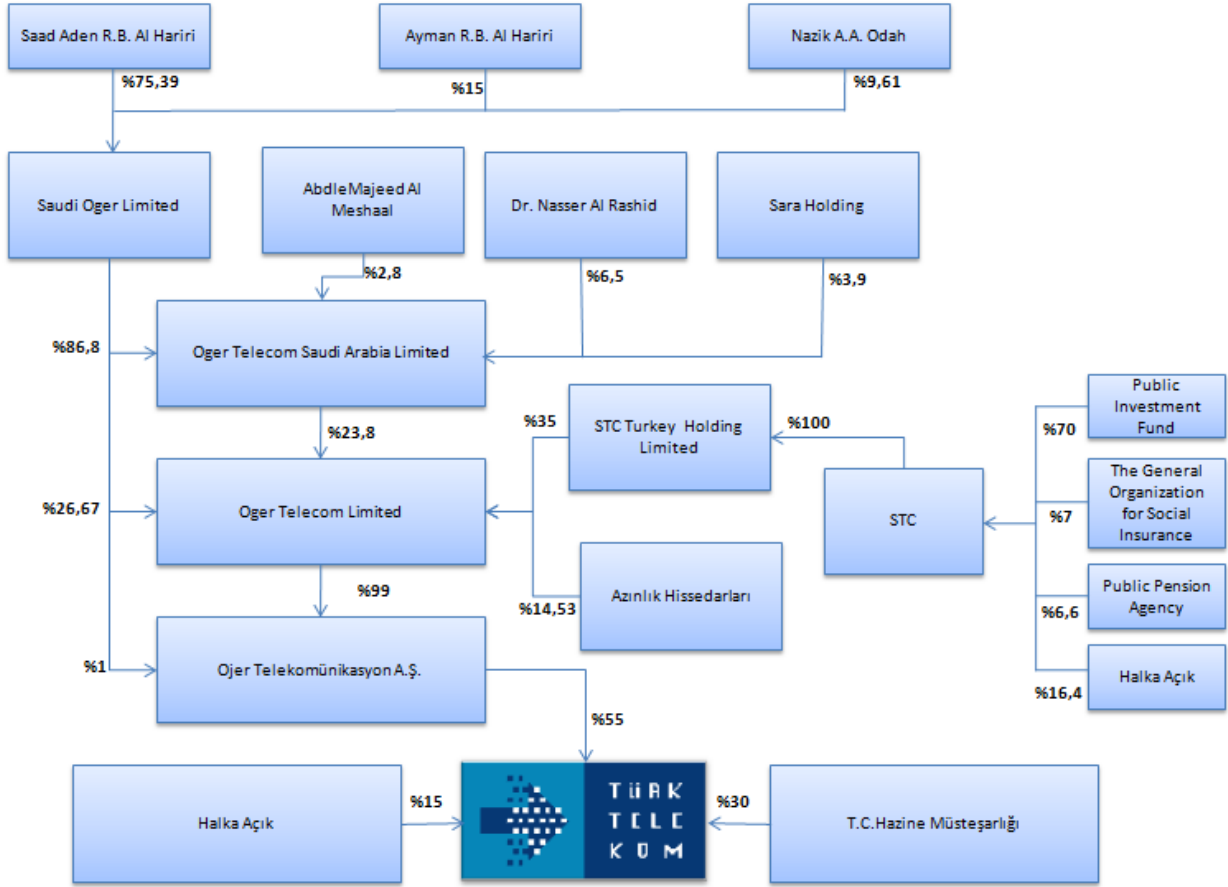 Saad Aden R.B. Al Hariri
Ayman R.B. Al Hariri
Nazik A.A. Odah
%75,39
%15
%9,61
Saudi Oger Limited
AbdleMajeed Al
Meshaal
Dr. Nasser Al Rashid
Sara Holding
%2,8
%6,5
%3,9
%86,8
Oger Telecom Saudi Arabia Limited
%23,8
%35
STC Turkey Holding
Limited
%100
%70
Public
Investment
Fund
%26,67
Oger Telecom Limited
STC
%7
The General
Organization
for Social
Insurance
%99
%14,53
Azınlık Hissedarları
%6,6
Public Pension
Agency
%1
Ojer Telekomünikasyon A.Ş.
%16,4
Halka Açık
%55
Halka Açık
%15
TÜRK
TELE
KOM
%30
T.C.Hazine Müsteşarlığı